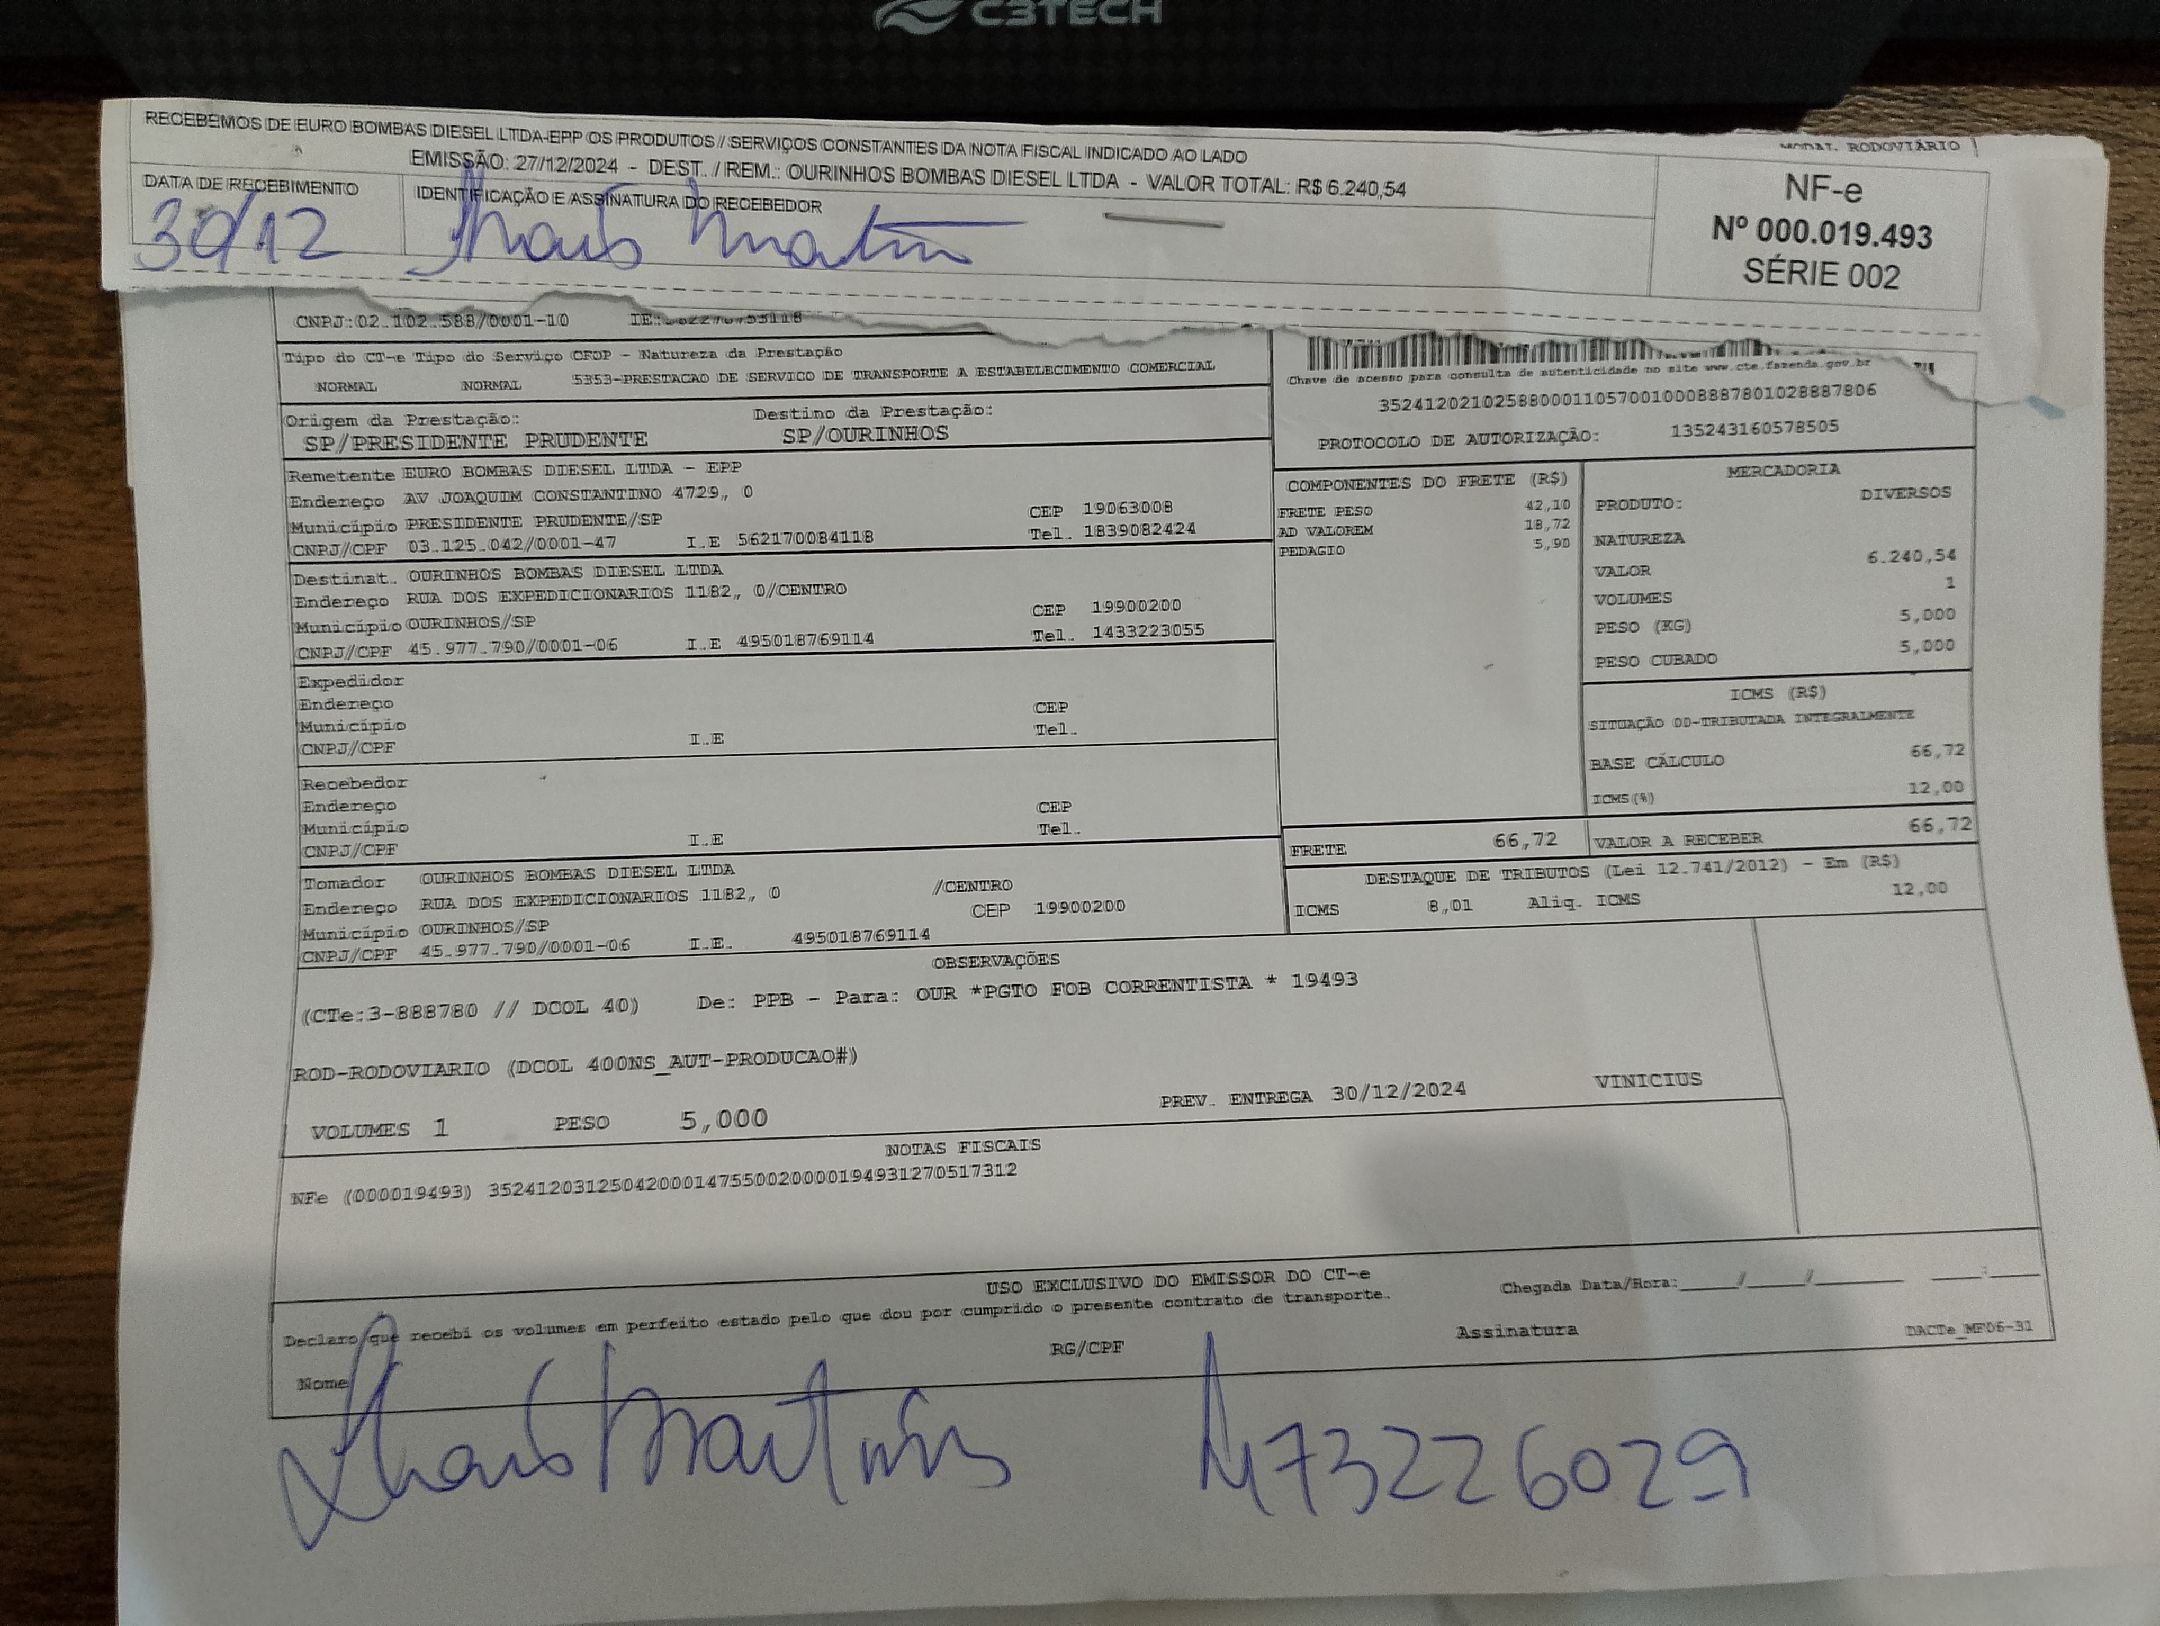 C3TECH
RECEBEMOS DE EURO BOMBAS DIESEL LTDA-EPP OS PRODUTOS // SERVIÇOS CONSTANTES DA NOTA FISCAL INDICADO AO LADO
EMISSÃO: 27/12/2024 - DEST. / REM.: OURINHOS BOMBAS DIESEL LTDA - VALOR TOTAL: R$ 6.240,54
DATA DE RECEBIMENTO
IDENTIFICAÇÃO E ASSINATURA DO RECEBEDOR
30/12
Thais Martins
MODAL RODOVIÁRIO
NF-e
Nº 000.019.493
SÉRIE 002
CNPJ:02.102.588/0001-10 IE:
Tipo do CT-e Tipo do Serviço CFOP - Natureza da Prestação
NORMAL NORMAL 5353-PRESTACAO DE SERVICO DE TRANSPORTE A ESTABELECIMENTO COMERCIAL
Origem da Prestação: Destino da Prestação:
SP/PRESIDENTE PRUDENTE SP/OURINHOS
Chave de acesso para consulta de autenticidade no site www.cte.fazenda.gov.br
35241202102588000110570010008887801028887806
PROTOCOLO DE AUTORIZAÇÃO: 135243160578505
Remetente EURO BOMBAS DIESEL LTDA - EPP
Endereço AV JOAQUIM CONSTANTINO 4729, 0
Município PRESIDENTE PRUDENTE/SP CEP 19063008
CNPJ/CPF 03.125.042/0001-47 I.E 562170084118 Tel. 1839082424
Destinat. OURINHOS BOMBAS DIESEL LTDA
Endereço RUA DOS EXPEDICIONARIOS 1182, 0/CENTRO
Município OURINHOS/SP CEP 19900200
CNPJ/CPF 45.977.790/0001-06 I.E 495018769114 Tel. 1433223055
Expedidor
Endereço
Município CEP
CNPJ/CPF I.E Tel.
Recebedor
Endereço
Município CEP
CNPJ/CPF I.E Tel.
Tomador OURINHOS BOMBAS DIESEL LTDA
Endereço RUA DOS EXPEDICIONARIOS 1182, 0 /CENTRO
Município OURINHOS/SP CEP 19900200
CNPJ/CPF 45.977.790/0001-06 I.E. 495018769114
COMPONENTES DO FRETE (R$)
FRETE PESO 42,10
AD VALOREM 18,72
PEDAGIO 5,90
MERCADORIA
PRODUTO: DIVERSOS
NATUREZA
VALOR 6.240,54
VOLUMES 1
PESO (KG) 5,000
PESO CUBADO 5,000
ICMS (R$)
SITUAÇÃO 00-TRIBUTADA INTEGRALMENTE
BASE CÁLCULO 66,72
ICMS(%) 12,00
FRETE 66,72 VALOR A RECEBER 66,72
DESTAQUE DE TRIBUTOS (Lei 12.741/2012) - Em (R$)
ICMS 8,01 Aliq. ICMS 12,00
OBSERVAÇÕES
(CTe:3-888780 // DCOL 40) De: PPB - Para: OUR *PGTO FOB CORRENTISTA * 19493
ROD-RODOVIARIO (DCOL 400NS_AUT-PRODUCAO#)
VOLUMES 1 PESO 5,000 PREV. ENTREGA 30/12/2024 VINICIUS
NOTAS FISCAIS
NFe (000019493) 35241203125042000147550020000194931270517312
USO EXCLUSIVO DO EMISSOR DO CT-e
Declaro que recebi os volumes em perfeito estado pelo que dou por cumprido o presente contrato de transporte.
Chegada Data/Hora:_____/_____/_______ :____
Nome RG/CPF Assinatura DACTe_MF06-31
Thais Martins 473226029